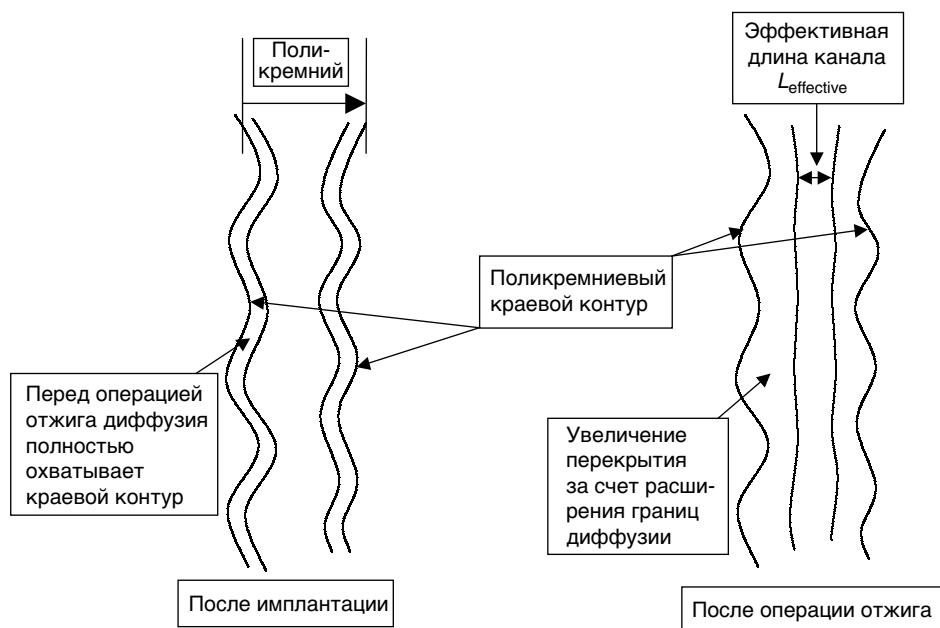 Поли-
кремний
Эффективная
длина канала
Leffective
Поликремниевый
краевой контур
Перед операцией
отжига диффузия
полностью
охватывает
краевой контур
Увеличение
перекрытия
за счет расши-
рения границ
диффузии
После имплантации
После операции отжига